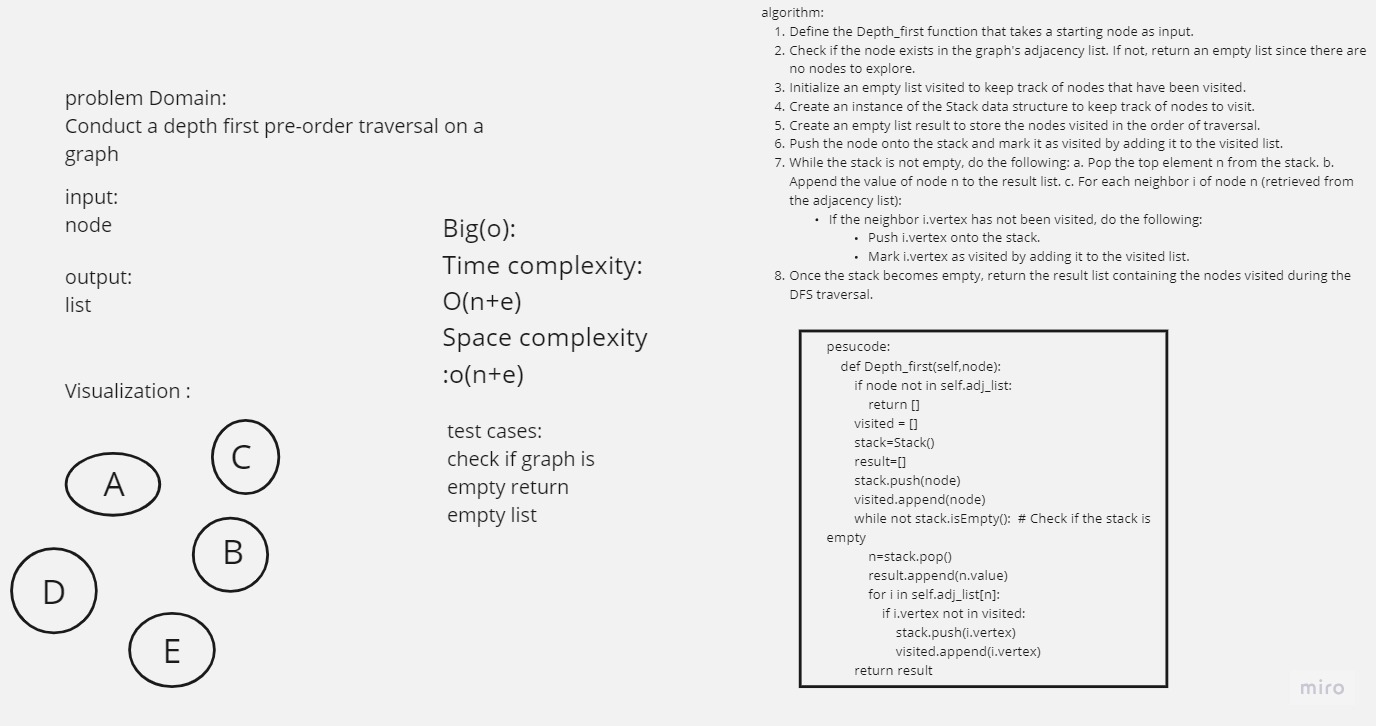 problem Domain:
Conduct a depth first pre-order traversal on a
graph
input:
node
output:
list
Visualization :
A
C
B
D
E
Big(o):
Time complexity:
O(n+e)
Space complexity
:o(n+e)
test cases:
check if graph is
empty return
empty list
algorithm:
1. Define the Depth_first function that takes a starting node as input.
2. Check if the node exists in the graph's adjacency list. If not, return an empty list since there are
no nodes to explore.
3. Initialize an empty list visited to keep track of nodes that have been visited.
4. Create an instance of the Stack data structure to keep track of nodes to visit.
5. Create an empty list result to store the nodes visited in the order of traversal.
6. Push the node onto the stack and mark it as visited by adding it to the visited list.
7. While the stack is not empty, do the following: a. Pop the top element n from the stack. b.
Append the value of node n to the result list. c. For each neighbor i of node n (retrieved from
the adjacency list):
• If the neighbor i.vertex has not been visited, do the following:
• Push i.vertex onto the stack.
• Mark i.vertex as visited by adding it to the visited list.
8. Once the stack becomes empty, return the result list containing the nodes visited during the
DFS traversal.
pesucode:
def Depth_first(self,node):
if node not in self.adj_list:
return []
visited = []
stack=Stack()
result=[]
stack.push(node)
visited.append(node)
while not stack.isEmpty(): # Check if the stack is
empty
n=stack.pop()
result.append(n.value)
for i in self.adj_list[n]:
if i.vertex not in visited:
stack.push(i.vertex)
visited.append(i.vertex)
return result
miro